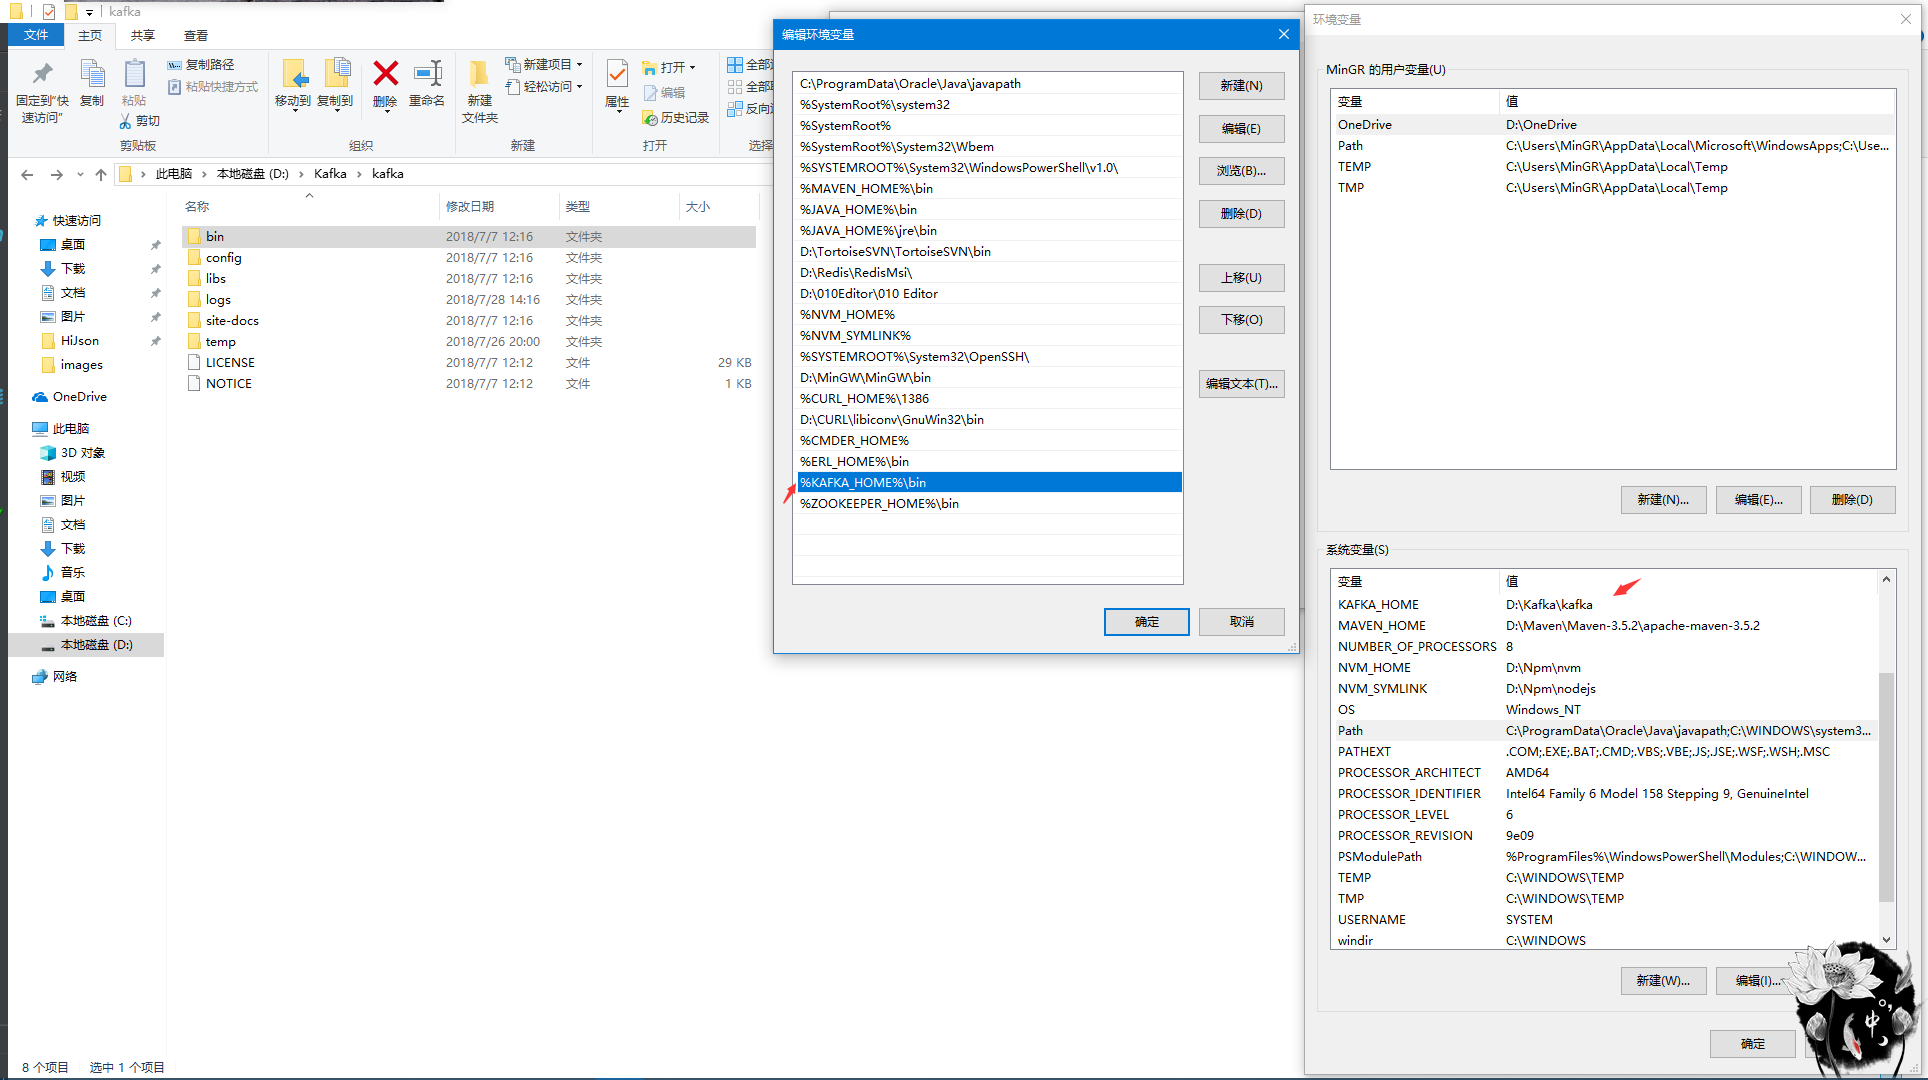 kafka
文件 主页 共享 查看
固定到"快速访问"
复制
粘贴
复制路径
粘贴快捷方式
剪切
剪贴板
移动到
复制到
删除
重命名
组织
新建文件夹
新建项目
轻松访问
新建
属性
打开
编辑
历史记录
打开
全部
全部
反向
选择
此电脑 › 本地磁盘 (D:) › Kafka › kafka
快速访问
桌面
下载
文档
图片
HiJson
images
OneDrive
此电脑
3D 对象
视频
图片
文档
下载
音乐
桌面
本地磁盘 (C:)
本地磁盘 (D:)
网络
名称 修改日期 类型 大小
bin 2018/7/7 12:16 文件夹
config 2018/7/7 12:16 文件夹
libs 2018/7/7 12:16 文件夹
logs 2018/7/28 14:16 文件夹
site-docs 2018/7/7 12:16 文件夹
temp 2018/7/26 20:00 文件夹
LICENSE 2018/7/7 12:12 文件 29 KB
NOTICE 2018/7/7 12:12 文件 1 KB
8 个项目 选中 1 个项目
编辑环境变量
C:\ProgramData\Oracle\Java\javapath
%SystemRoot%\system32
%SystemRoot%
%SystemRoot%\System32\Wbem
%SYSTEMROOT%\System32\WindowsPowerShell\v1.0\
%MAVEN_HOME%\bin
%JAVA_HOME%\bin
%JAVA_HOME%\jre\bin
D:\TortoiseSVN\TortoiseSVN\bin
D:\Redis\RedisMsi\
D:\010Editor\010 Editor
%NVM_HOME%
%NVM_SYMLINK%
%SYSTEMROOT%\System32\OpenSSH\
D:\MinGW\MinGW\bin
%CURL_HOME%\I386
D:\CURL\libiconv\GnuWin32\bin
%CMDER_HOME%
%ERL_HOME%\bin
%KAFKA_HOME%\bin
%ZOOKEEPER_HOME%\bin
新建(N)
编辑(E)
浏览(B)...
删除(D)
上移(U)
下移(O)
编辑文本(T)...
确定 取消
环境变量
MinGR 的用户变量(U)
变量 值
OneDrive D:\OneDrive
Path C:\Users\MinGR\AppData\Local\Microsoft\WindowsApps;C:\Use...
TEMP C:\Users\MinGR\AppData\Local\Temp
TMP C:\Users\MinGR\AppData\Local\Temp
新建(N)... 编辑(E)... 删除(D)
系统变量(S)
变量 值
KAFKA_HOME D:\Kafka\kafka
MAVEN_HOME D:\Maven\Maven-3.5.2\apache-maven-3.5.2
NUMBER_OF_PROCESSORS 8
NVM_HOME D:\Npm\nvm
NVM_SYMLINK D:\Npm\nodejs
OS Windows_NT
Path C:\ProgramData\Oracle\Java\javapath;C:\WINDOWS\system3...
PATHEXT .COM;.EXE;.BAT;.CMD;.VBS;.VBE;.JS;.JSE;.WSF;.WSH;.MSC
PROCESSOR_ARCHITECT AMD64
PROCESSOR_IDENTIFIER Intel64 Family 6 Model 158 Stepping 9, GenuineIntel
PROCESSOR_LEVEL 6
PROCESSOR_REVISION 9e09
PSModulePath %ProgramFiles%\WindowsPowerShell\Modules;C:\WINDOW...
TEMP C:\WINDOWS\TEMP
TMP C:\WINDOWS\TEMP
USERNAME SYSTEM
windir C:\WINDOWS
新建(W)... 编辑(I)...
确定
中